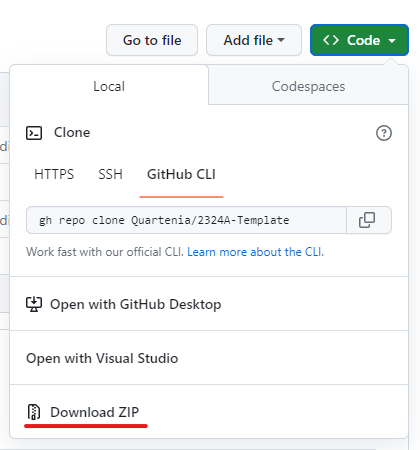 Go to file
Add file
Code
Local
Codespaces
Clone
HTTPS
SSH
GitHub CLI
gh repo clone Quartenia/2324A-Template
Work fast with our official CLI. Learn more about the CLI.
Open with GitHub Desktop
Open with Visual Studio
Download ZIP